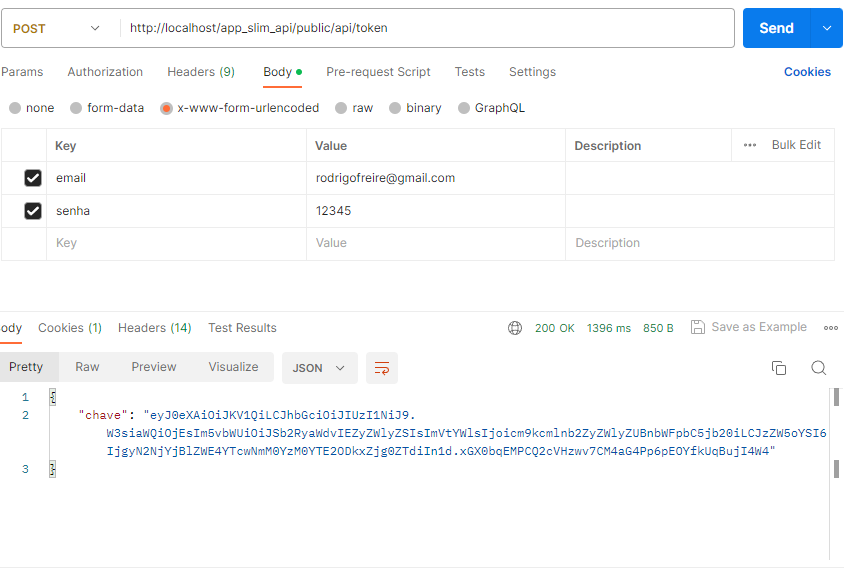 POST http://localhost/app_slim_api/public/api/token Send
Params Authorization Headers (9) Body Pre-request Script Tests Settings Cookies
none form-data x-www-form-urlencoded raw binary GraphQL
Key Value Description ••• Bulk Edit
email rodrigofreire@gmail.com
senha 12345
Key Value Description
ody Cookies (1) Headers (14) Test Results 200 OK 1396 ms 850 B Save as Example
Pretty Raw Preview Visualize JSON
1 {
2 "chave": "eyJ0eXAiOiJKV1QiLCJhbGciOiJIUzI1NiJ9.
W3siaWQiOjEsIm5vbWUiOiJSb2RyaWdvIEZyZWlyZSIsImVtYWlsIjoicm9kcmlnb2ZyZWlyZUBnbWFpbC5jb20iLCJzZW5oYSI6
IjgyN2NjYjBlZWE4YTcwNmM0YzM0YTE2ODkxZjg0ZTdiIn1d.xGX0bqEMPCQ2cVHzwv7CM4aG4Pp6pEOYfkUqBujI4W4"
3 }